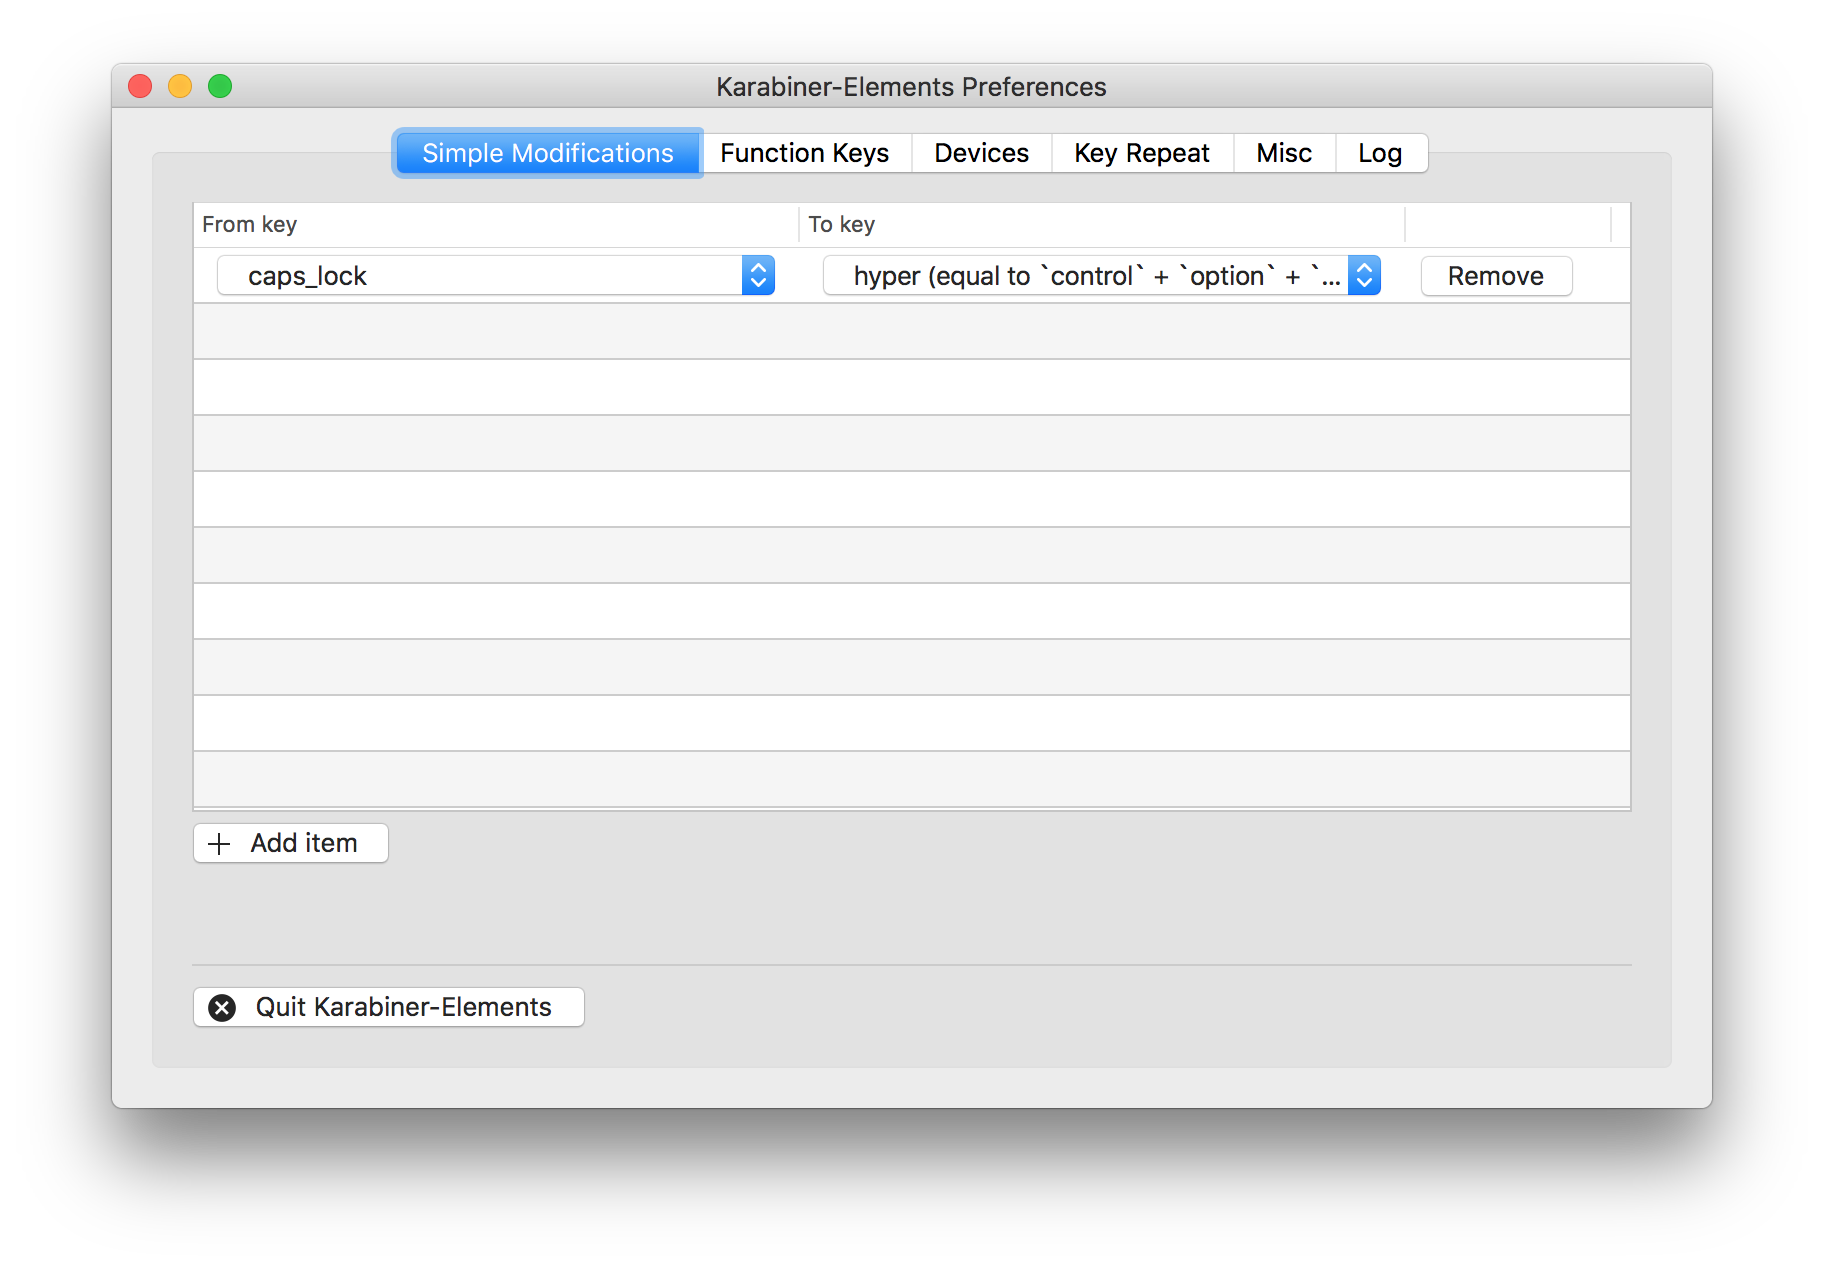 Karabiner-Elements Preferences
Simple Modifications Function Keys Devices Key Repeat Misc Log
From key To key
caps_lock hyper (equal to `control` + `option` + `... Remove
Add item
Quit Karabiner-Elements